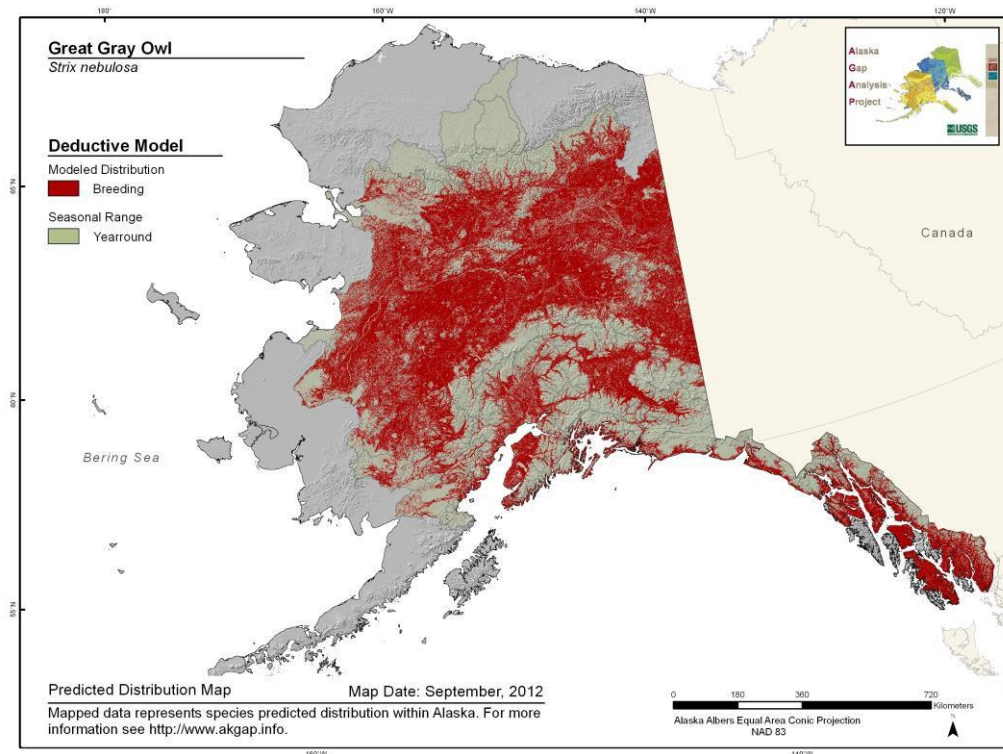 180°
160°W
140°W
120°W
Great Gray Owl
Strix nebulosa
Alaska
Gap
Analysis
Project
USGS
Deductive Model
Modeled Distribution
Breeding
Seasonal Range
Yearround
65°N
Canada
60°N
Bering Sea
55°N
Predicted Distribution Map
Map Date: September, 2012
Mapped data represents species predicted distribution within Alaska. For more
information see http://www.akgap.info.
0 180 360 720
Kilometers
Alaska Albers Equal Area Conic Projection
NAD 83
N
160°W
140°W